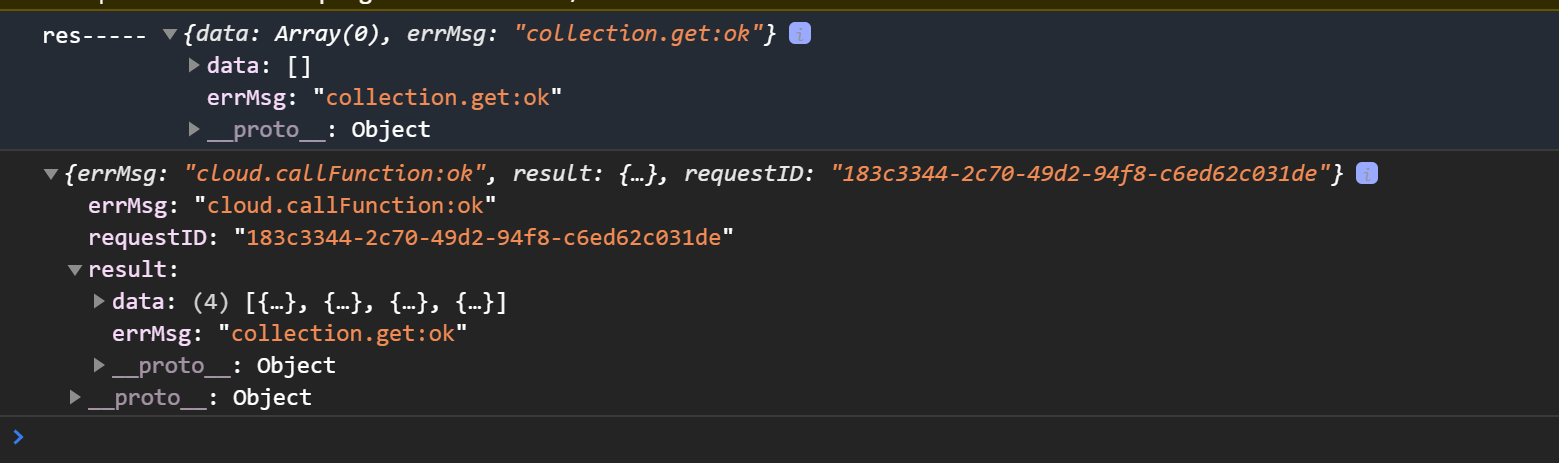 res----- ▼{data: Array(0), errMsg: "collection.get:ok"} i
▶ data: []
errMsg: "collection.get:ok"
▶ __proto__: Object
▼{errMsg: "cloud.callFunction:ok", result: {…}, requestID: "183c3344-2c70-49d2-94f8-c6ed62c031de"} i
errMsg: "cloud.callFunction:ok"
requestID: "183c3344-2c70-49d2-94f8-c6ed62c031de"
▼ result:
▶ data: (4) [{…}, {…}, {…}, {…}]
errMsg: "collection.get:ok"
▶ __proto__: Object
▶ __proto__: Object
>